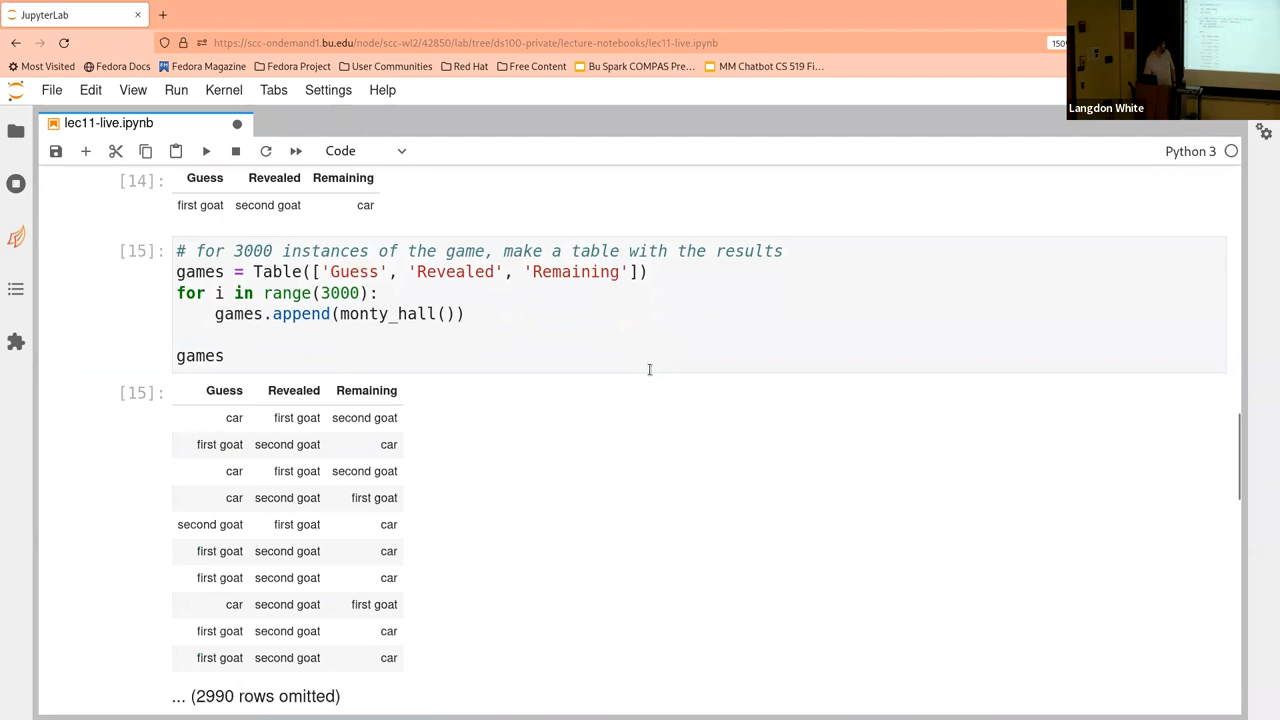 JupyterLab
https://scc-ondemand1.bu.edu/node/scc-wl2/42850/lab/tree/ds100-private/lecture-notebooks/lec11-live.ipynb
150%
Most Visited
Fedora Docs
Fedora Magazine
Fedora Project
User Communities
Red Hat
Free Content
Bu Spark COMPAS Pre...
MM Chatbot CS 519 Fi...
Langdon White
File Edit View Run Kernel Tabs Settings Help
lec11-live.ipynb
Code
Python 3
[14]:
Guess Revealed Remaining
first goat second goat car
[15]:
# for 3000 instances of the game, make a table with the results
games = Table(['Guess', 'Revealed', 'Remaining'])
for i in range(3000):
games.append(monty_hall())
games
[15]:
Guess Revealed Remaining
car first goat second goat
first goat second goat car
car first goat second goat
car second goat first goat
second goat first goat car
first goat second goat car
first goat second goat car
car second goat first goat
first goat second goat car
first goat second goat car
... (2990 rows omitted)